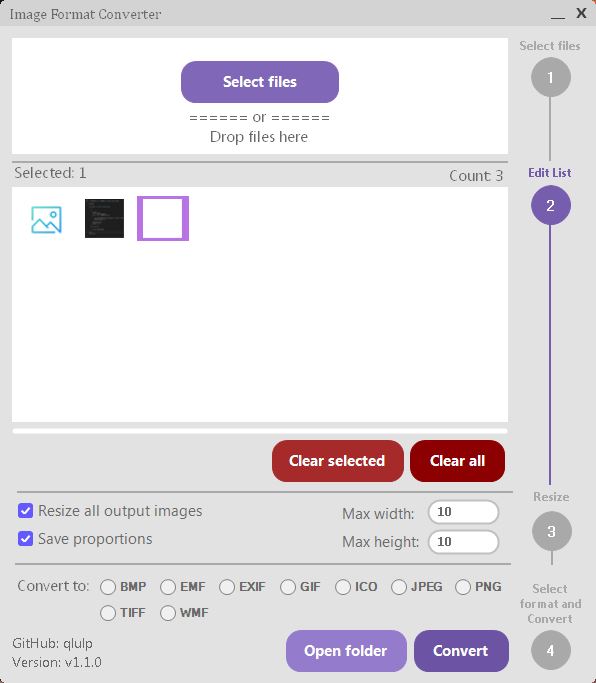 Image Format Converter
Select files
====== or ======
Drop files here
Selected: 1
Count: 3
Clear selected
Clear all
Resize all output images
Save proportions
Max width: 10
Max height: 10
Convert to:
BMP
EMF
EXIF
GIF
ICO
JPEG
PNG
TIFF
WMF
GitHub: qlulp
Version: v1.1.0
Open folder
Convert
Select files
1
Edit List
2
Resize
3
Select
format and
Convert
4